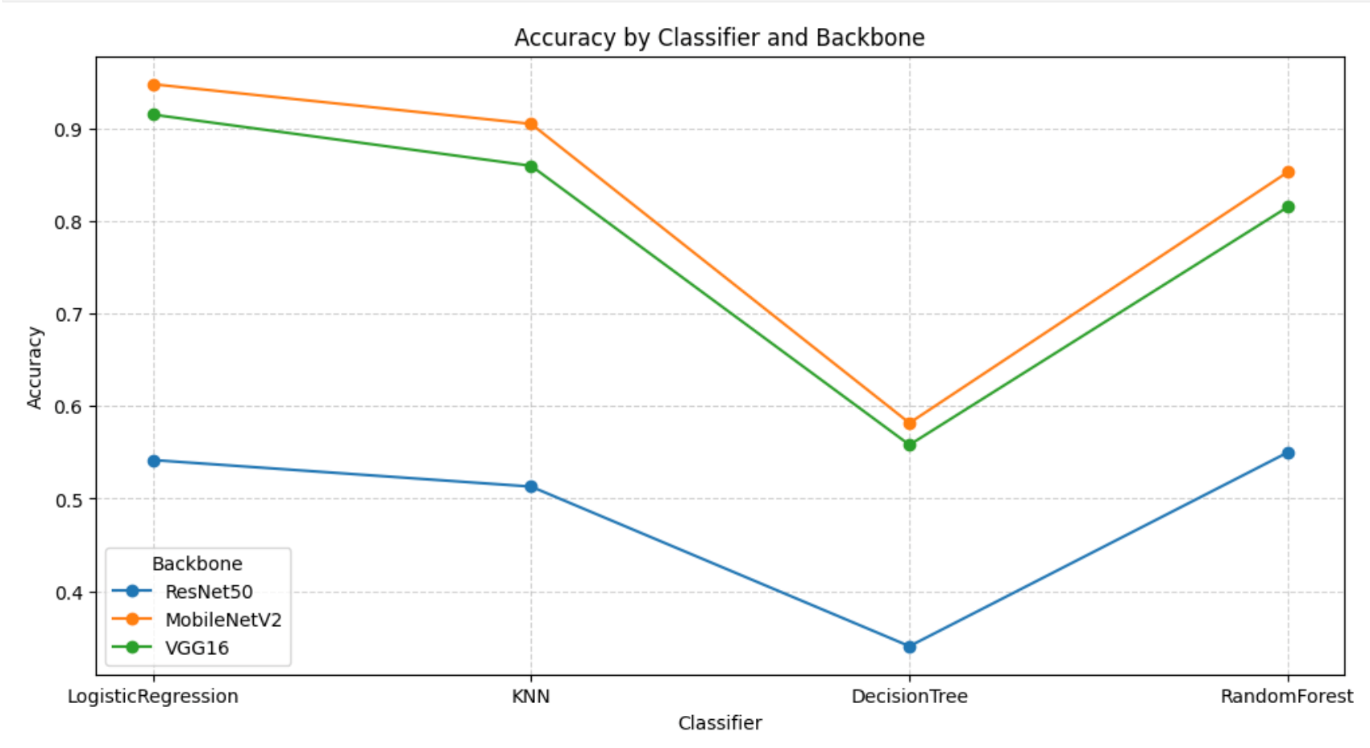 Accuracy by Classifier and Backbone
0.9
0.8
0.7
0.6
0.5
0.4
Accuracy
Backbone
ResNet50
MobileNetV2
VGG16
LogisticRegression KNN DecisionTree RandomForest
Classifier